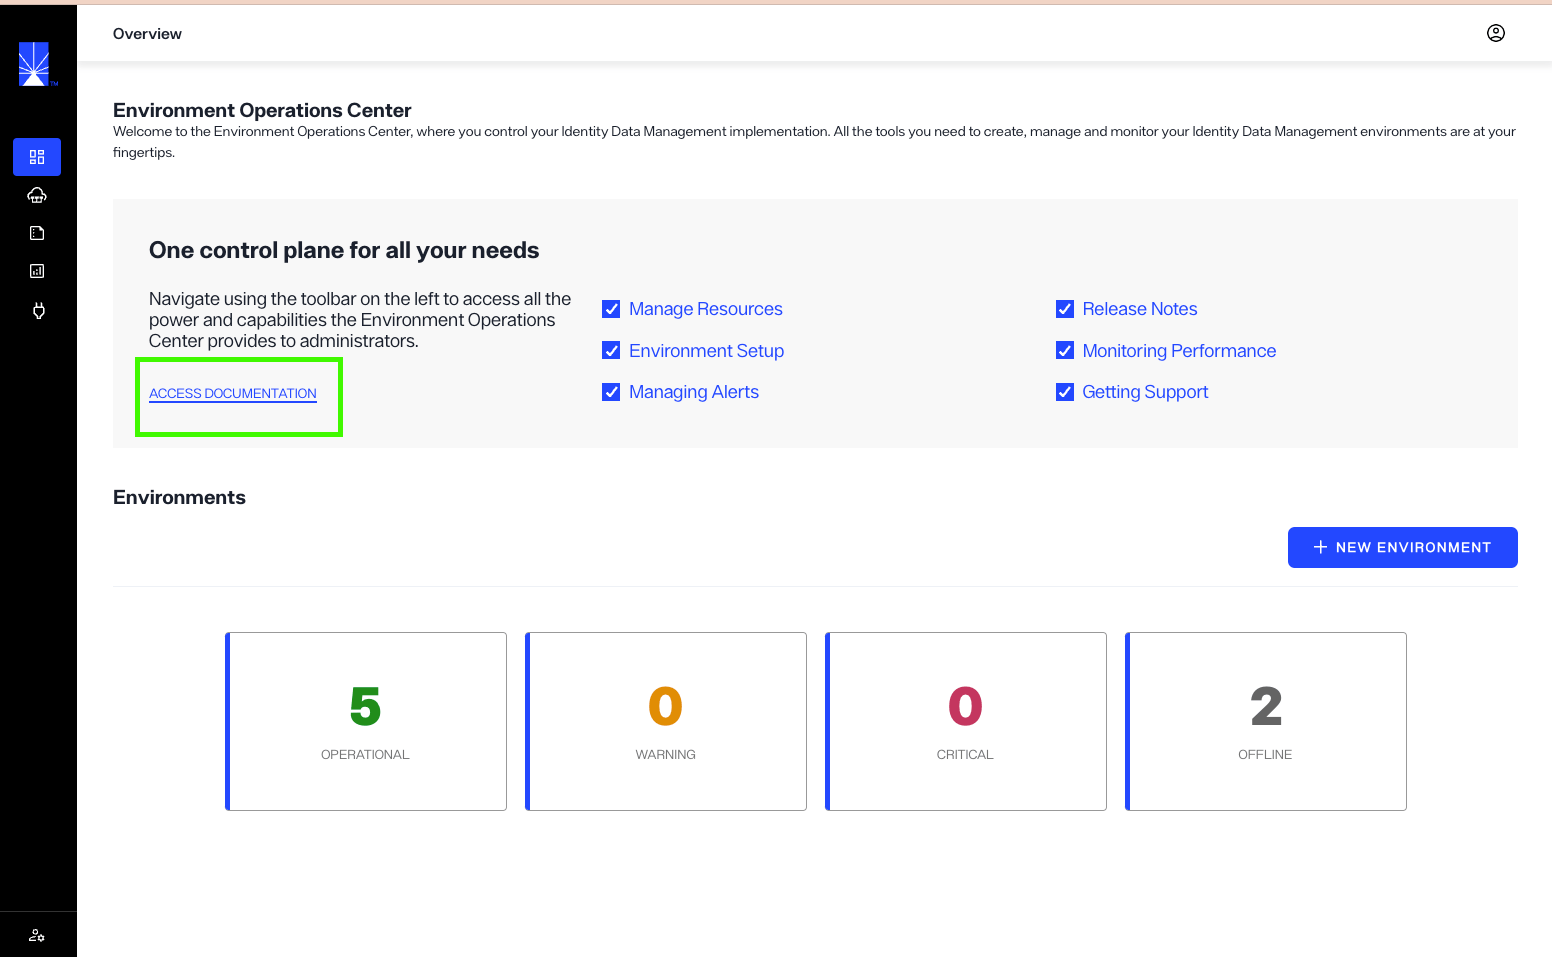 Overview
TM
Environment Operations Center
Welcome to the Environment Operations Center, where you control your Identity Data Management implementation. All the tools you need to create, manage and monitor your Identity Data Management environments are at your
fingertips.
One control plane for all your needs
Navigate using the toolbar on the left to access all the
power and capabilities the Environment Operations
Center provides to administrators.
ACCESS DOCUMENTATION
Manage Resources
Environment Setup
Managing Alerts
Release Notes
Monitoring Performance
Getting Support
Environments
+ NEW ENVIRONMENT
5
OPERATIONAL
0
WARNING
0
CRITICAL
2
OFFLINE